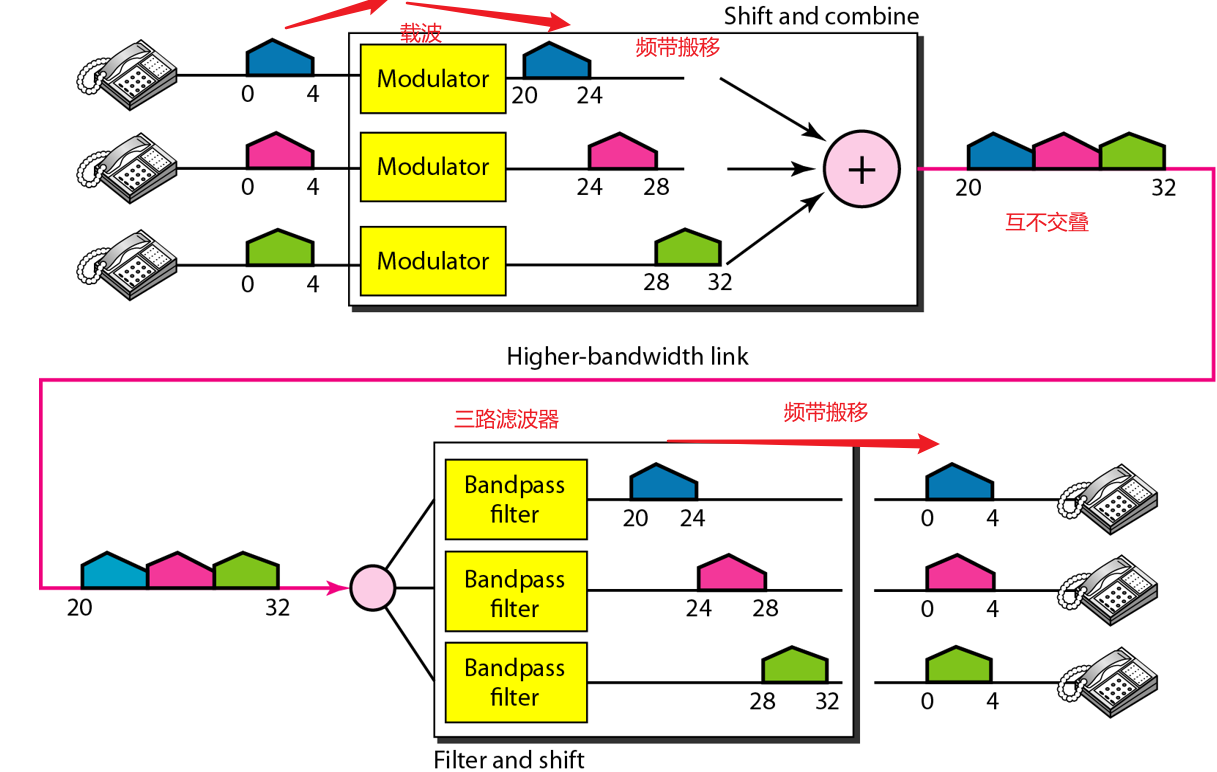 Shift and combine
载波
频带搬移
Modulator
0 4
20 24
Modulator
0 4
24 28
+
20 32
互不交叠
Modulator
0 4
28 32
Higher-bandwidth link
三路滤波器
频带搬移
Bandpass
filter
20 24
0 4
20 32
Bandpass
filter
24 28
0 4
Bandpass
filter
28 32
0 4
Filter and shift